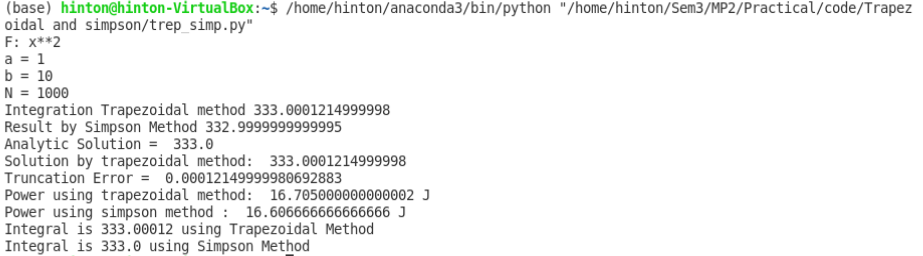 (base) hinton@hinton-VirtualBox:~$ /home/hinton/anaconda3/bin/python "/home/hinton/Sem3/MP2/Practical/code/Trapez
oidal and simpson/trep_simp.py"
F: x**2
a = 1
b = 10
N = 1000
Integration Trapezoidal method 333.0001214999998
Result by Simpson Method 332.9999999999995
Analytic Solution =  333.0
Solution by trapezoidal method:  333.0001214999998
Truncation Error =  0.00012149999980692883
Power using trapezoidal method:  16.705000000000002 J
Power using simpson method :  16.606666666666666 J
Integral is 333.00012 using Trapezoidal Method
Integral is 333.0 using Simpson Method